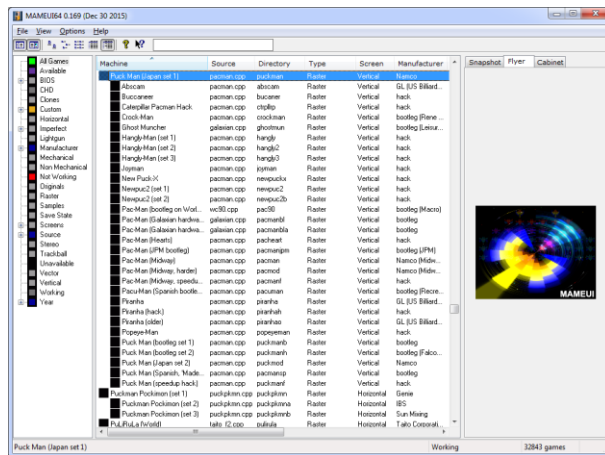 MAMEUI64 0.169 (Dec 30 2015)
File View Options Help
All Games
Available
BIOS
CHD
Clones
Custom
Horizontal
Imperfect
Lightgun
Manufacturer
Mechanical
Non Mechanical
Not Working
Originals
Raster
Samples
Save State
Screens
Source
Stereo
Trackball
Unavailable
Vector
Vertical
Working
Year
Machine Source Directory Type Screen Manufacturer
Puck Man (Japan set 1) pacman.cpp puckman Raster Vertical Namco
Abscam pacman.cpp abscam Raster Vertical GL (US Billiard...
Buccaneer pacman.cpp bucaner Raster Vertical hack
Caterpillar Pacman Hack pacman.cpp ctrpllrp Raster Vertical hack
Crock-Man pacman.cpp crockman Raster Vertical bootleg (Rene ...
Ghost Muncher galaxian.cpp ghostmun Raster Vertical bootleg (Leisur...
Hangly-Man (set 1) pacman.cpp hangly Raster Vertical hack
Hangly-Man (set 2) pacman.cpp hangly2 Raster Vertical hack
Hangly-Man (set 3) pacman.cpp hangly3 Raster Vertical hack
Joyman pacman.cpp joyman Raster Vertical hack
New Puck-X pacman.cpp newpuckx Raster Vertical hack
Newpuc2 (set 1) pacman.cpp newpuc2 Raster Vertical hack
Newpuc2 (set 2) pacman.cpp newpuc2b Raster Vertical hack
Pac-Man (bootleg on Worl... wc90.cpp pac90 Raster Vertical bootleg (Macro)
Pac-Man (Galaxian hardwa... galaxian.cpp pacmanbl Raster Vertical bootleg
Pac-Man (Galaxian hardwa... galaxian.cpp pacmanbla Raster Vertical bootleg
Pac-Man (Hearts) pacman.cpp pacheart Raster Vertical hack
Pac-Man (JPM bootleg) pacman.cpp pacmanjpm Raster Vertical bootleg (JPM)
Pac-Man (Midway) pacman.cpp pacman Raster Vertical Namco (Midw...
Pac-Man (Midway, harder) pacman.cpp pacmod Raster Vertical Namco (Midw...
Pac-Man (Midway, speedu... pacman.cpp pacmanf Raster Vertical hack
Pacu-Man (Spanish bootle... pacman.cpp pacuman Raster Vertical bootleg (Recre...
Piranha pacman.cpp piranha Raster Vertical GL (US Billiard...
Piranha (hack) pacman.cpp piranhah Raster Vertical hack
Piranha (older) pacman.cpp piranhao Raster Vertical GL (US Billiard...
Popeye-Man pacman.cpp popeyeman Raster Vertical hack
Puck Man (bootleg set 1) pacman.cpp puckmanb Raster Vertical bootleg
Puck Man (bootleg set 2) pacman.cpp puckmanh Raster Vertical bootleg (Falco...
Puck Man (Japan set 2) pacman.cpp puckmod Raster Vertical Namco
Puck Man (Spanish, 'Made... pacman.cpp pacmansp Raster Vertical bootleg
Puck Man (speedup hack) pacman.cpp puckmanf Raster Vertical hack
Puckman Pockimon (set 1) puckpkmn.cpp puckpkmn Raster Horizontal Genie
Puckman Pockimon (set 2) puckpkmn.cpp puckpkmna Raster Horizontal IBS
Puckman Pockimon (set 3) puckpkmn.cpp puckpkmnb Raster Horizontal Sun Mixing
PuLiRuLa (World) taito_f2.cpp pulirula Raster Horizontal Taito Corporati...
Snapshot Flyer Cabinet
MAMEUI
Puck Man (Japan set 1) Working 32843 games